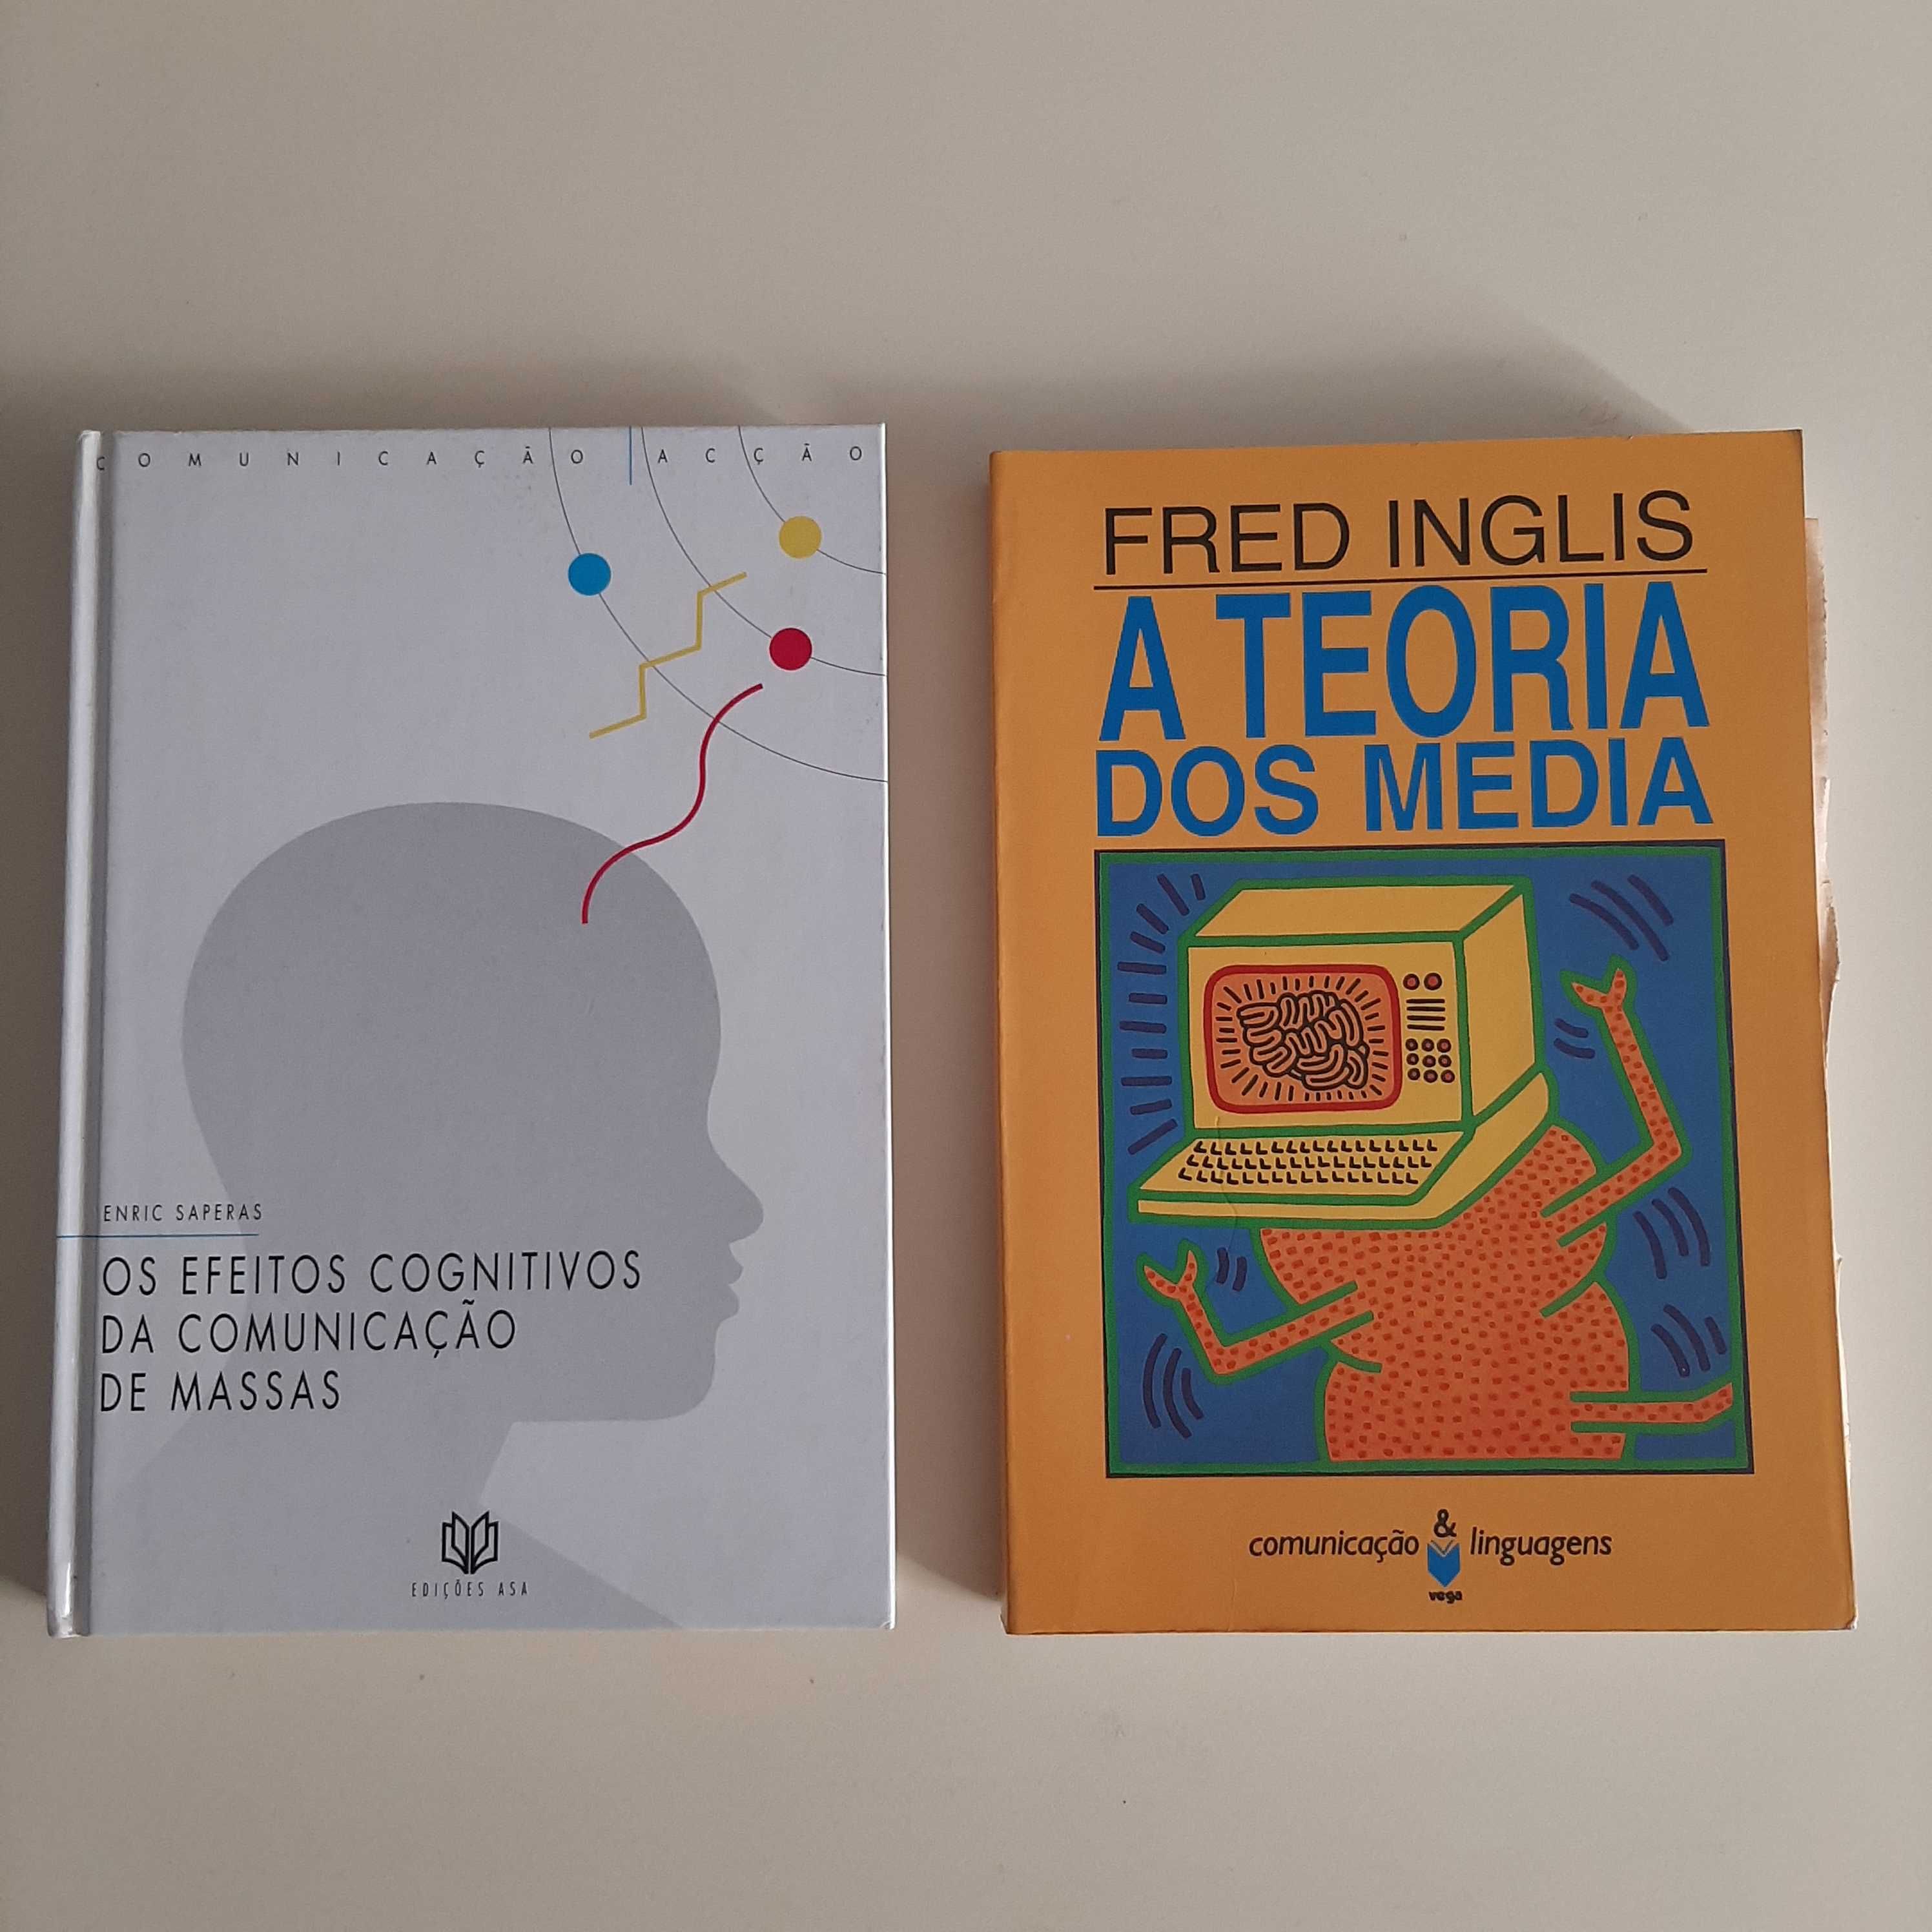 COMUNICAÇÃO ACÇÃO
ENRIC SAPERAS
OS EFEITOS COGNITIVOS
DA COMUNICAÇÃO
DE MASSAS
EDIÇÕES ASA
FRED INGLIS
A TEORIA
DOS MEDIA
comunicação & linguagens
vega